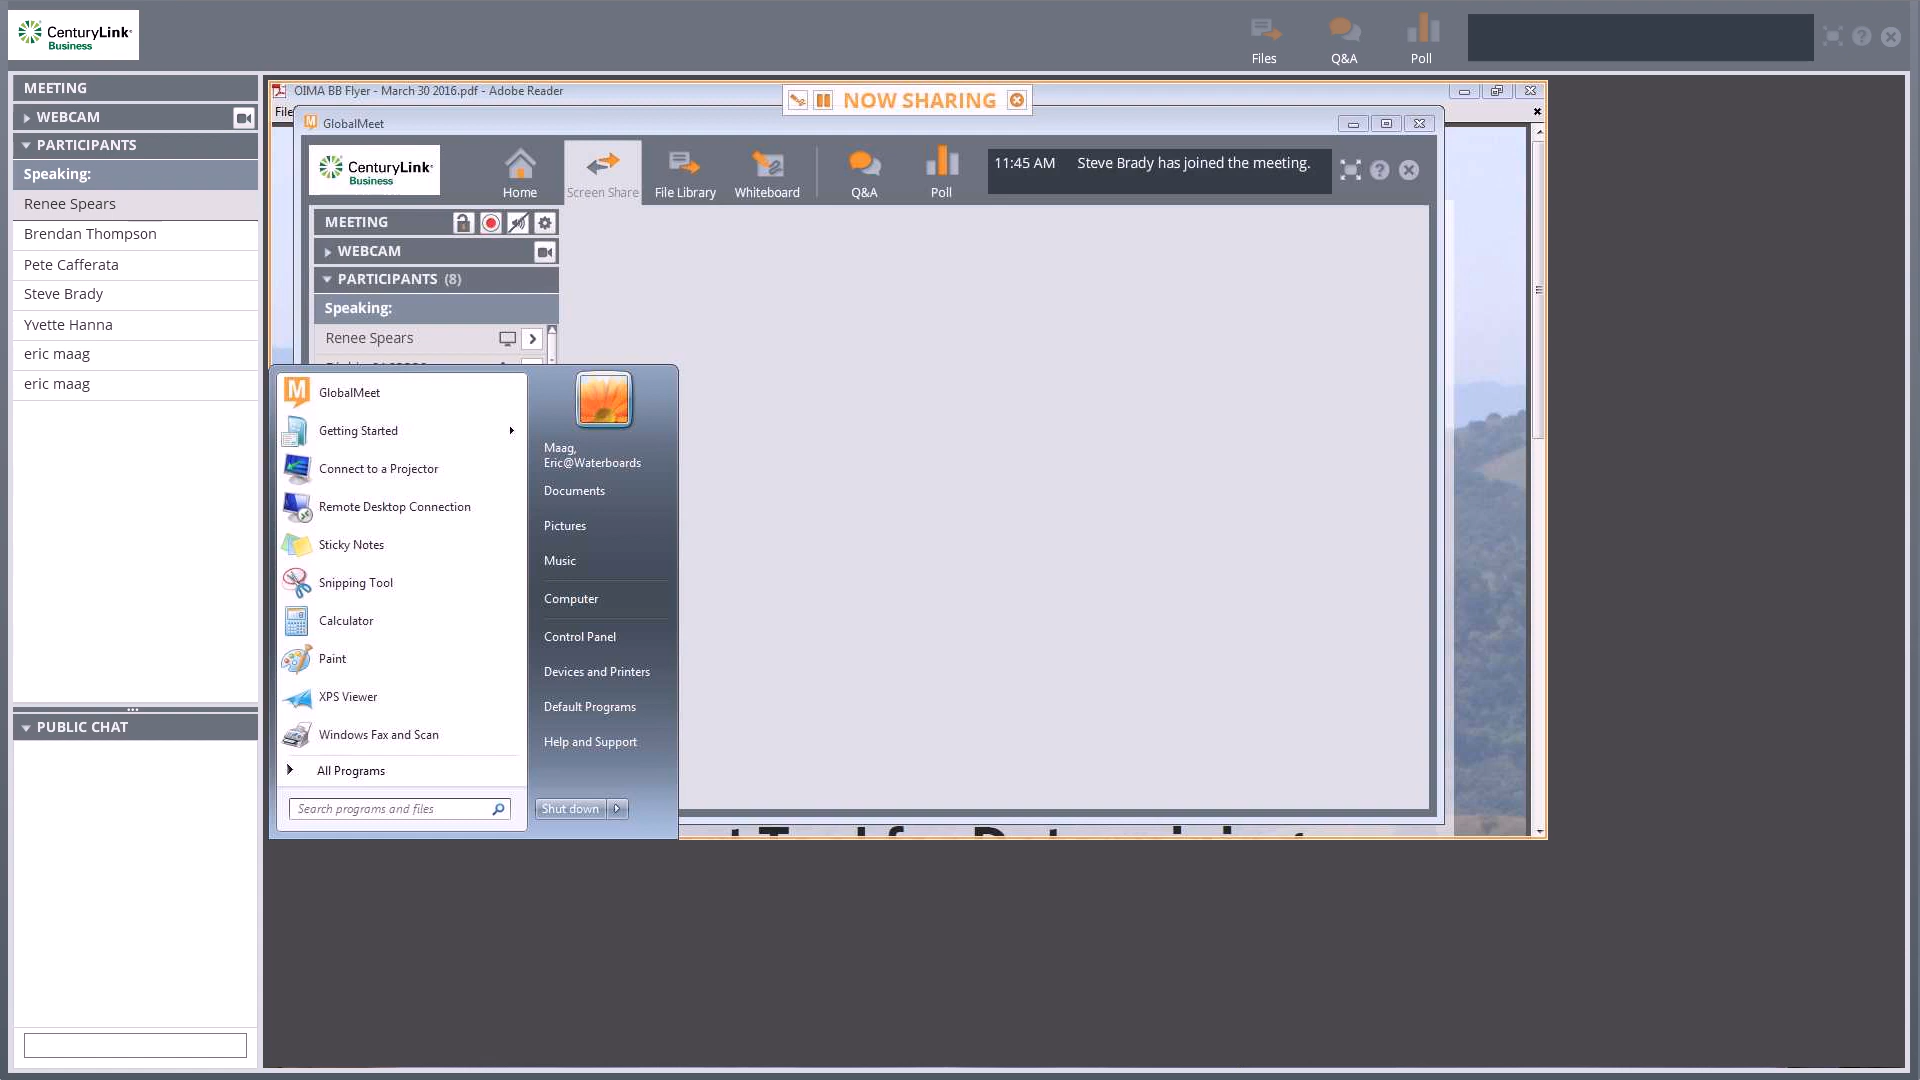 CenturyLink
Business
Files
Q&A
Poll
MEETING
WEBCAM
PARTICIPANTS
Speaking:
Renee Spears
Brendan Thompson
Pete Cafferata
Steve Brady
Yvette Hanna
eric maag
eric maag
PUBLIC CHAT
OIMA BB Flyer - March 30 2016.pdf - Adobe Reader
NOW SHARING
File
GlobalMeet
CenturyLink
Business
Home
Screen Share
File Library
Whiteboard
Q&A
Poll
11:45 AM Steve Brady has joined the meeting.
MEETING
WEBCAM
PARTICIPANTS (8)
Speaking:
Renee Spears
GlobalMeet
Getting Started
Connect to a Projector
Remote Desktop Connection
Sticky Notes
Snipping Tool
Calculator
Paint
XPS Viewer
Windows Fax and Scan
All Programs
Search programs and files
Maag,
Eric@Waterboards
Documents
Pictures
Music
Computer
Control Panel
Devices and Printers
Default Programs
Help and Support
Shut down